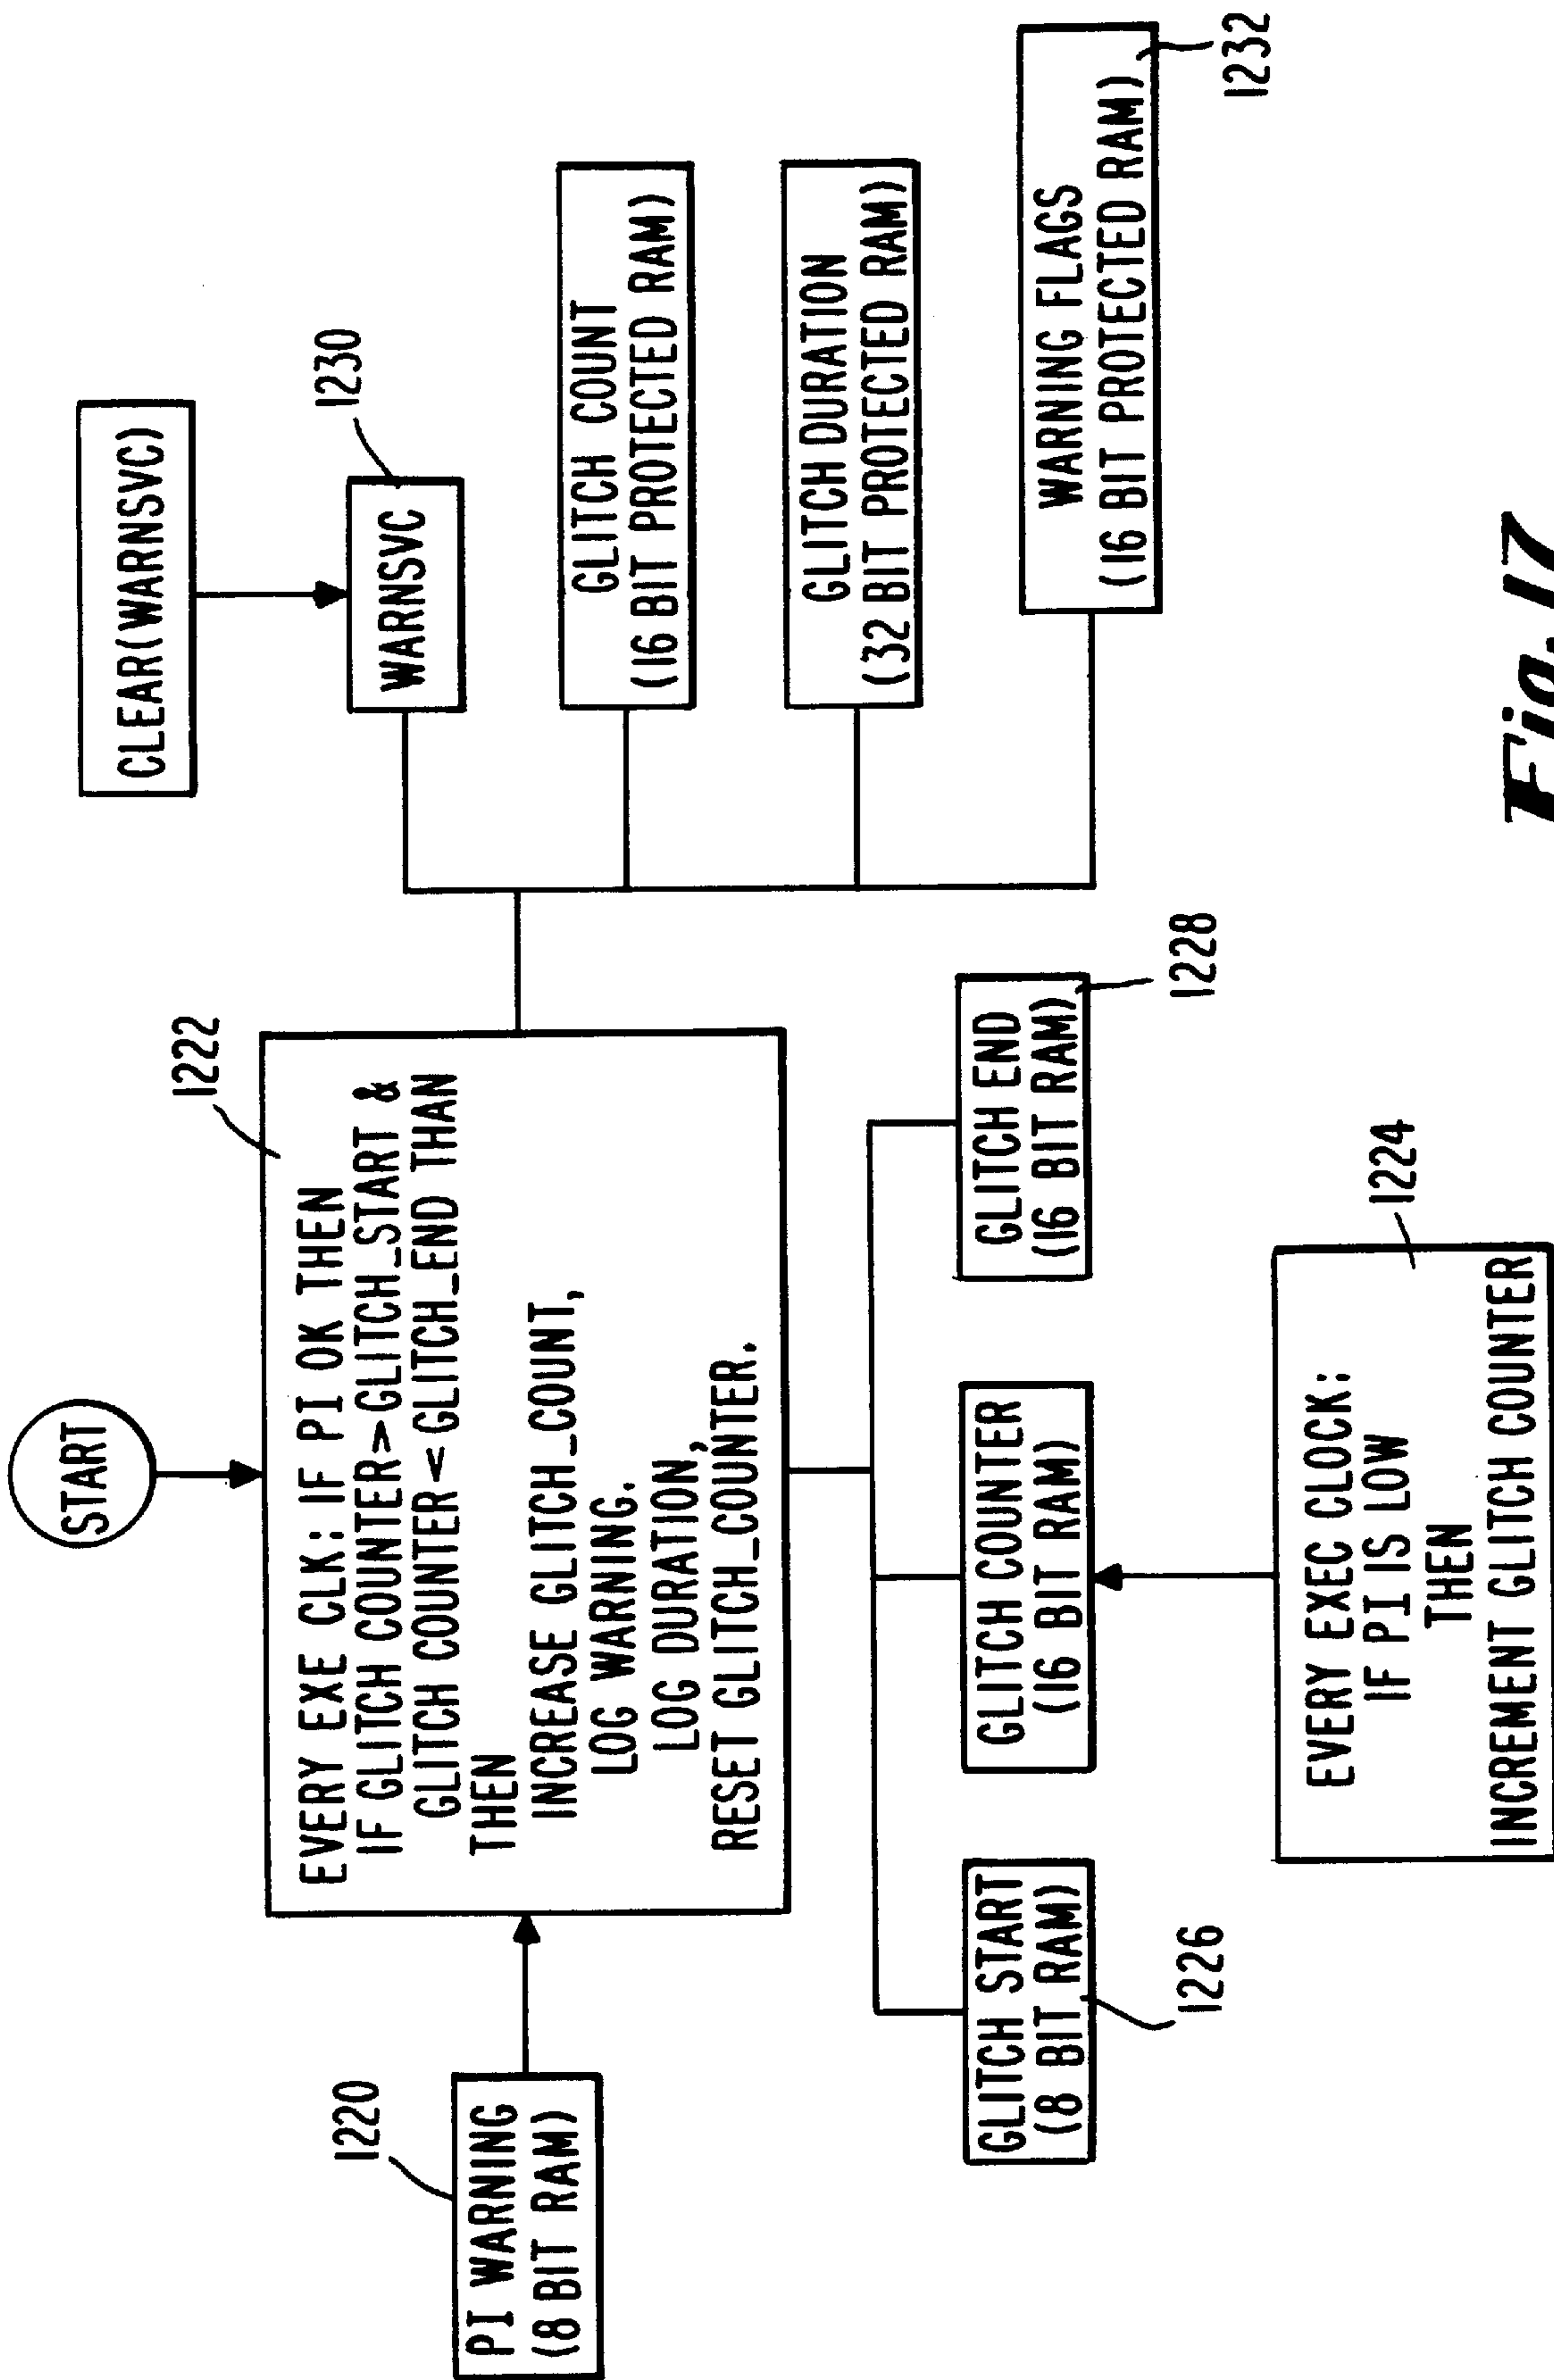 START
1222
EVERY EXE CLK: IF PI OK THEN
IF GLITCH COUNTER>GLITCH_START &
GLITCH COUNTER<GLITCH_END THAN
THEN
INCREASE GLITCH_COUNT,
LOG WARNING.
LOG DURATION,
RESET GLITCH_COUNTER.
1220
PI WARNING
(8 BIT RAM)
CLEAR(WARNSVC)
1230
WARNSVC
GLITCH COUNT
(16 BIT PROTECTED RAM)
GLITCH DURATION
(32 BIT PROTECTED RAM)
WARNING FLAGS
(16 BIT PROTECTED RAM)
1232
GLITCH START
(8 BIT RAM)
1226
GLITCH COUNTER
(16 BIT RAM)
GLITCH END
(16 BIT RAM)
1228
1224
EVERY EXEC CLOCK:
IF PI IS LOW
THEN
INCREMENT GLITCH COUNTER
Fig. 17